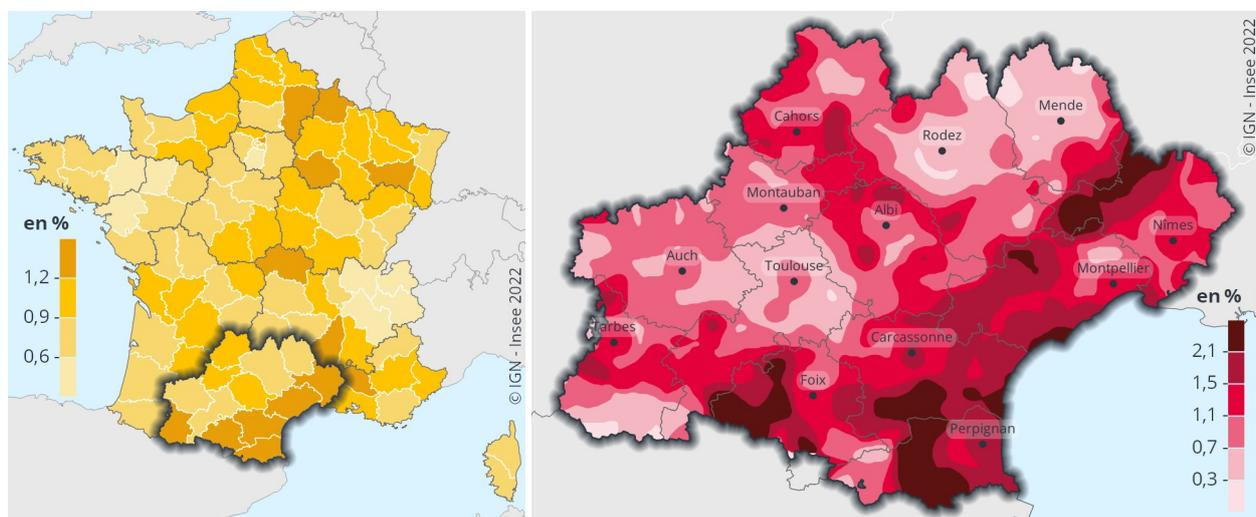 en %
1,2
0,9
0,6
© IGN - Insee 2022
Mende
Cahors
Rodez
Montauban
Albi
Nîmes
Auch
Toulouse
Montpellier
Tarbes
Carcassonne
Foix
Perpignan
en %
2,1
1,5
1,1
0,7
0,3
© IGN - Insee 2022